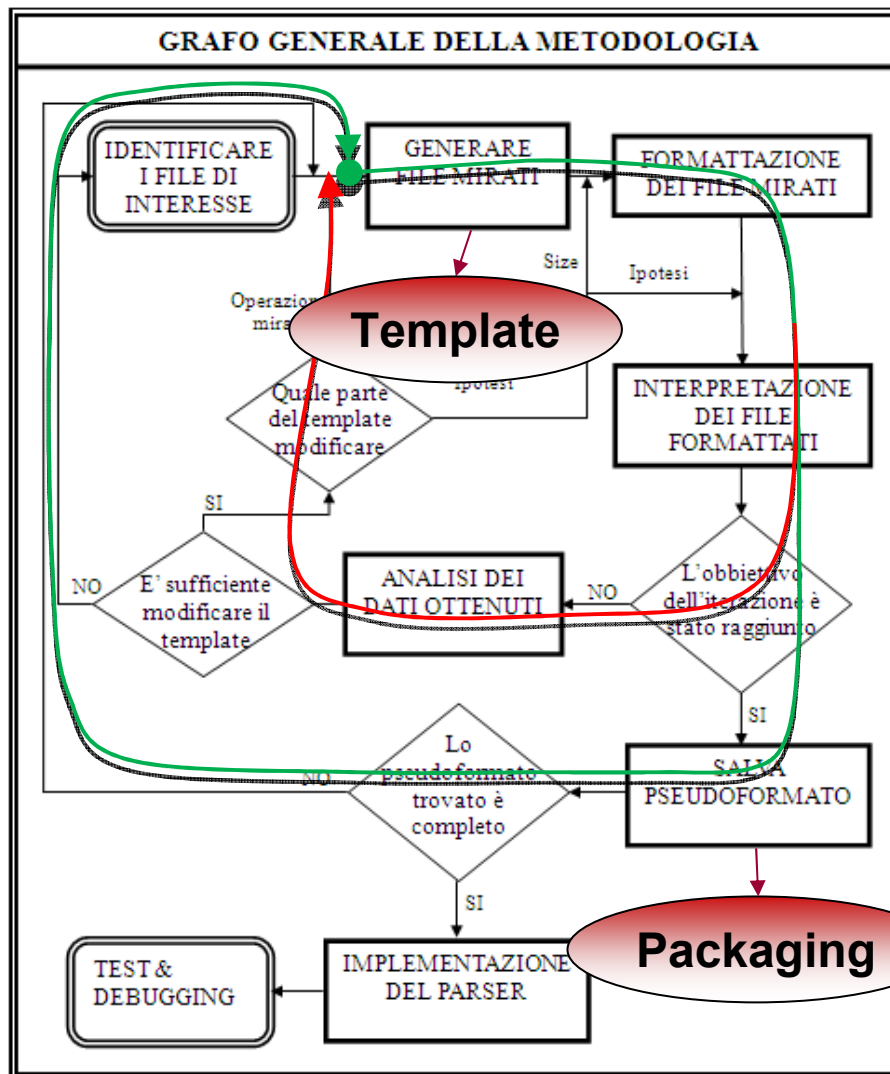 GRAFO GENERALE DELLA METODOLOGIA
IDENTIFICARE
I FILE DI
INTERESSE
GENERARE
FILE MIRATI
FORMATTAZIONE
DEI FILE MIRATI
Size
Ipotesi
Operazio
mira
Template
Ipotesi
Quale parte
del template
modificare
INTERPRETAZIONE
DEI FILE
FORMATTATI
SI
NO
E' sufficiente
modificare il
template
ANALISI DEI
DATI OTTENUTI
NO
L'obbiettivo
dell'iterazione è
stato raggiunto
SI
Lo
pseudoformato
trovato è
completo
NO
SALVA
PSEUDOFORMATO
SI
Packaging
TEST &
DEBUGGING
IMPLEMENTAZIONE
DEL PARSER